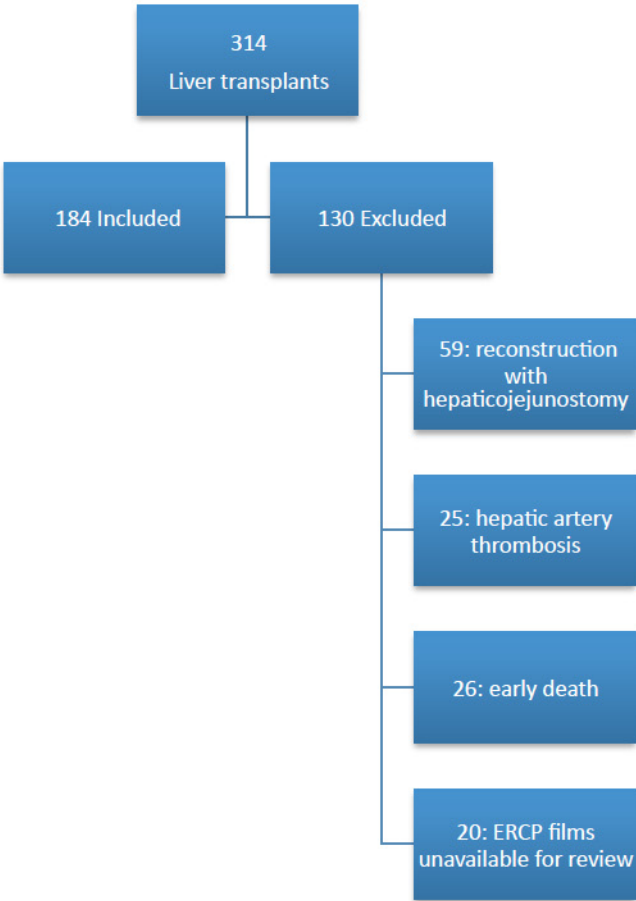 314
Liver transplants
184 Included
130 Excluded
59: reconstruction
with
hepaticojejunostomy
25: hepatic artery
thrombosis
26: early death
20: ERCP films
unavailable for review